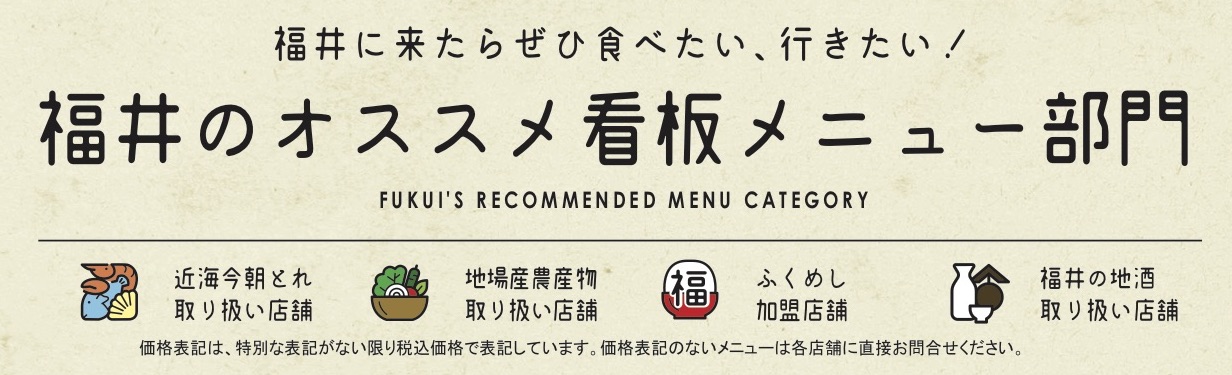 福井に来たらぜひ食べたい、行きたい！
福井のオススメ看板メニュー部門
FUKUI'S RECOMMENDED MENU CATEGORY
近海今朝とれ
取り扱い店舗
地場産農産物
取り扱い店舗
福
ふくめし
加盟店舗
福井の地酒
取り扱い店舗
価格表記は、特別な表記がない限り税込価格で表記しています。価格表記のないメニューは各店舗に直接お問合せください。